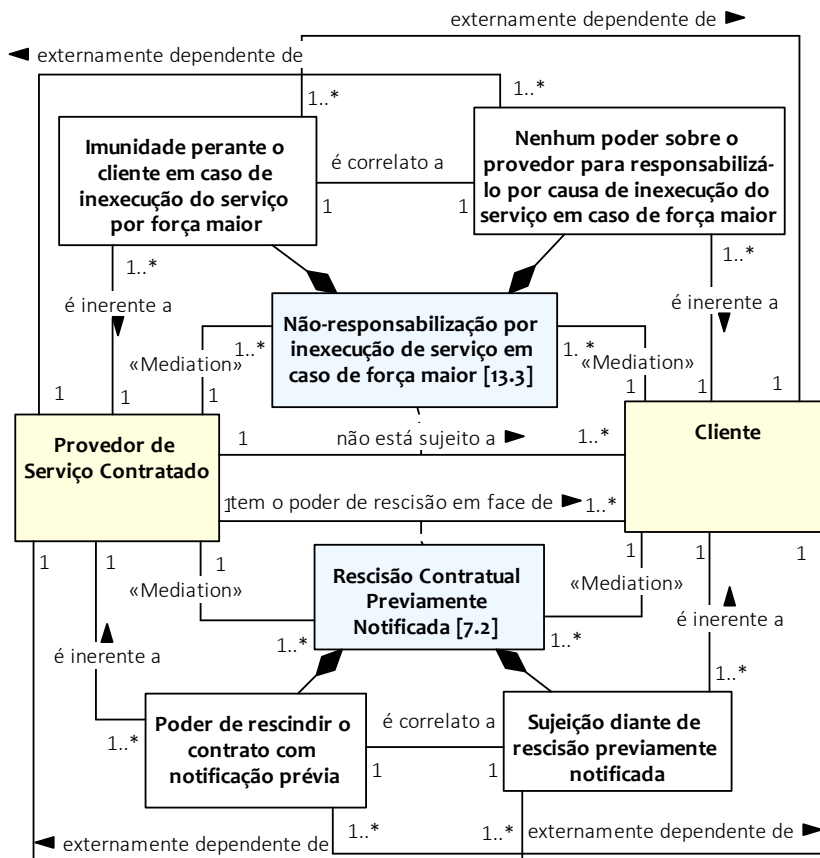 externamente dependente de
externamente dependente de
1..*
1..*
Imunidade perante o
cliente em caso de
inexecução do serviço
por força maior
é correlato a
1
1
Nenhum poder sobre o
provedor para responsabilizá-
lo por causa de inexecução do
serviço em caso de força maior
1..*
1..*
é inerente a
é inerente a
Não-responsabilização por
inexecução de serviço em
caso de força maior [13.3]
1..*
1..*
«Mediation»
«Mediation»
1
1
1
1
1
1
Provedor de
Serviço Contratado
Cliente
1
não está sujeito a
1..*
1
tem o poder de rescisão em face de
1..*
1
1
1
1
1
1
«Mediation»
«Mediation»
Rescisão Contratual
Previamente
Notificada [7.2]
1..*
1..*
é inerente a
é inerente a
1..*
1..*
Poder de rescindir o
contrato com
notificação prévia
é correlato a
1
1
Sujeição diante de
rescisão previamente
notificada
externamente dependente de
1..*
1..*
externamente dependente de